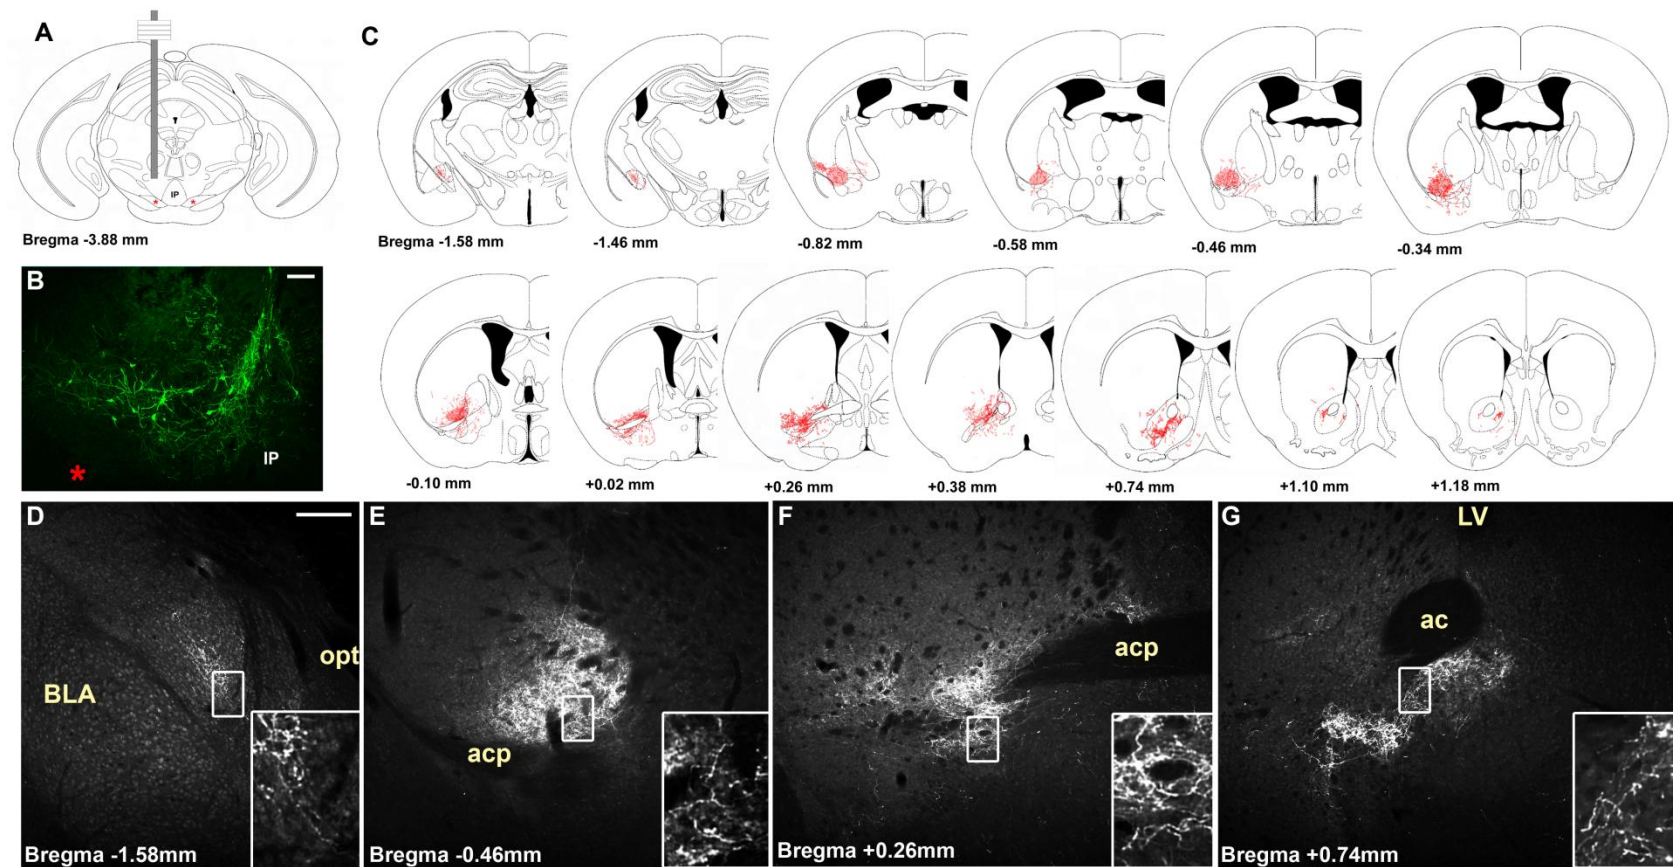 A
IP
* *
Bregma -3.88 mm
B
IP
*
C
Bregma -1.58 mm
-1.46 mm
-0.82 mm
-0.58 mm
-0.46 mm
-0.34 mm
-0.10 mm
+0.02 mm
+0.26 mm
+0.38 mm
+0.74 mm
+1.10 mm
+1.18 mm
D
BLA
opt
Bregma -1.58mm
E
acp
Bregma -0.46mm
F
acp
Bregma +0.26mm
G
LV
ac
Bregma +0.74mm